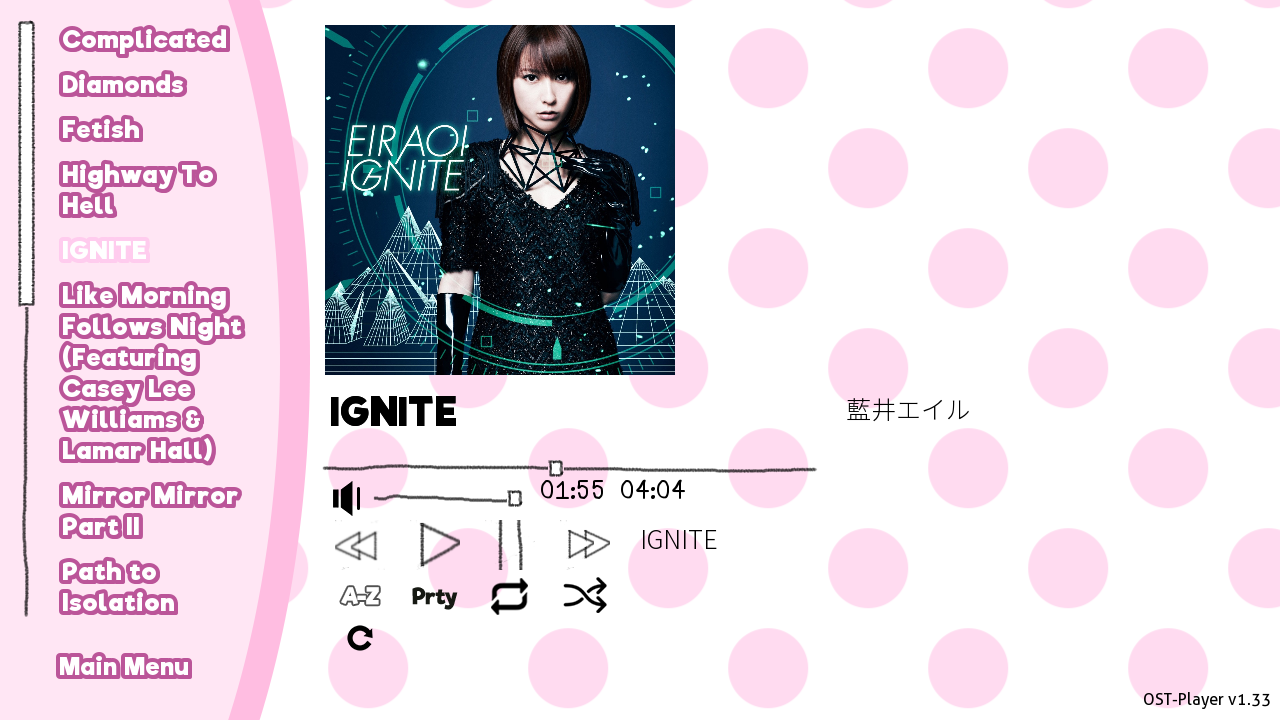 Complicated
Diamonds
Fetish
Highway To
Hell
IGNITE
Like Morning
Follows Night
(Featuring
Casey Lee
Williams &
Lamar Hall)
Mirror Mirror
Part II
Path to
Isolation
Main Menu
EIR AOI
IGNITE
IGNITE
藍井エイル
01:55 04:04
IGNITE
A-Z Prty
OST-Player v1.33